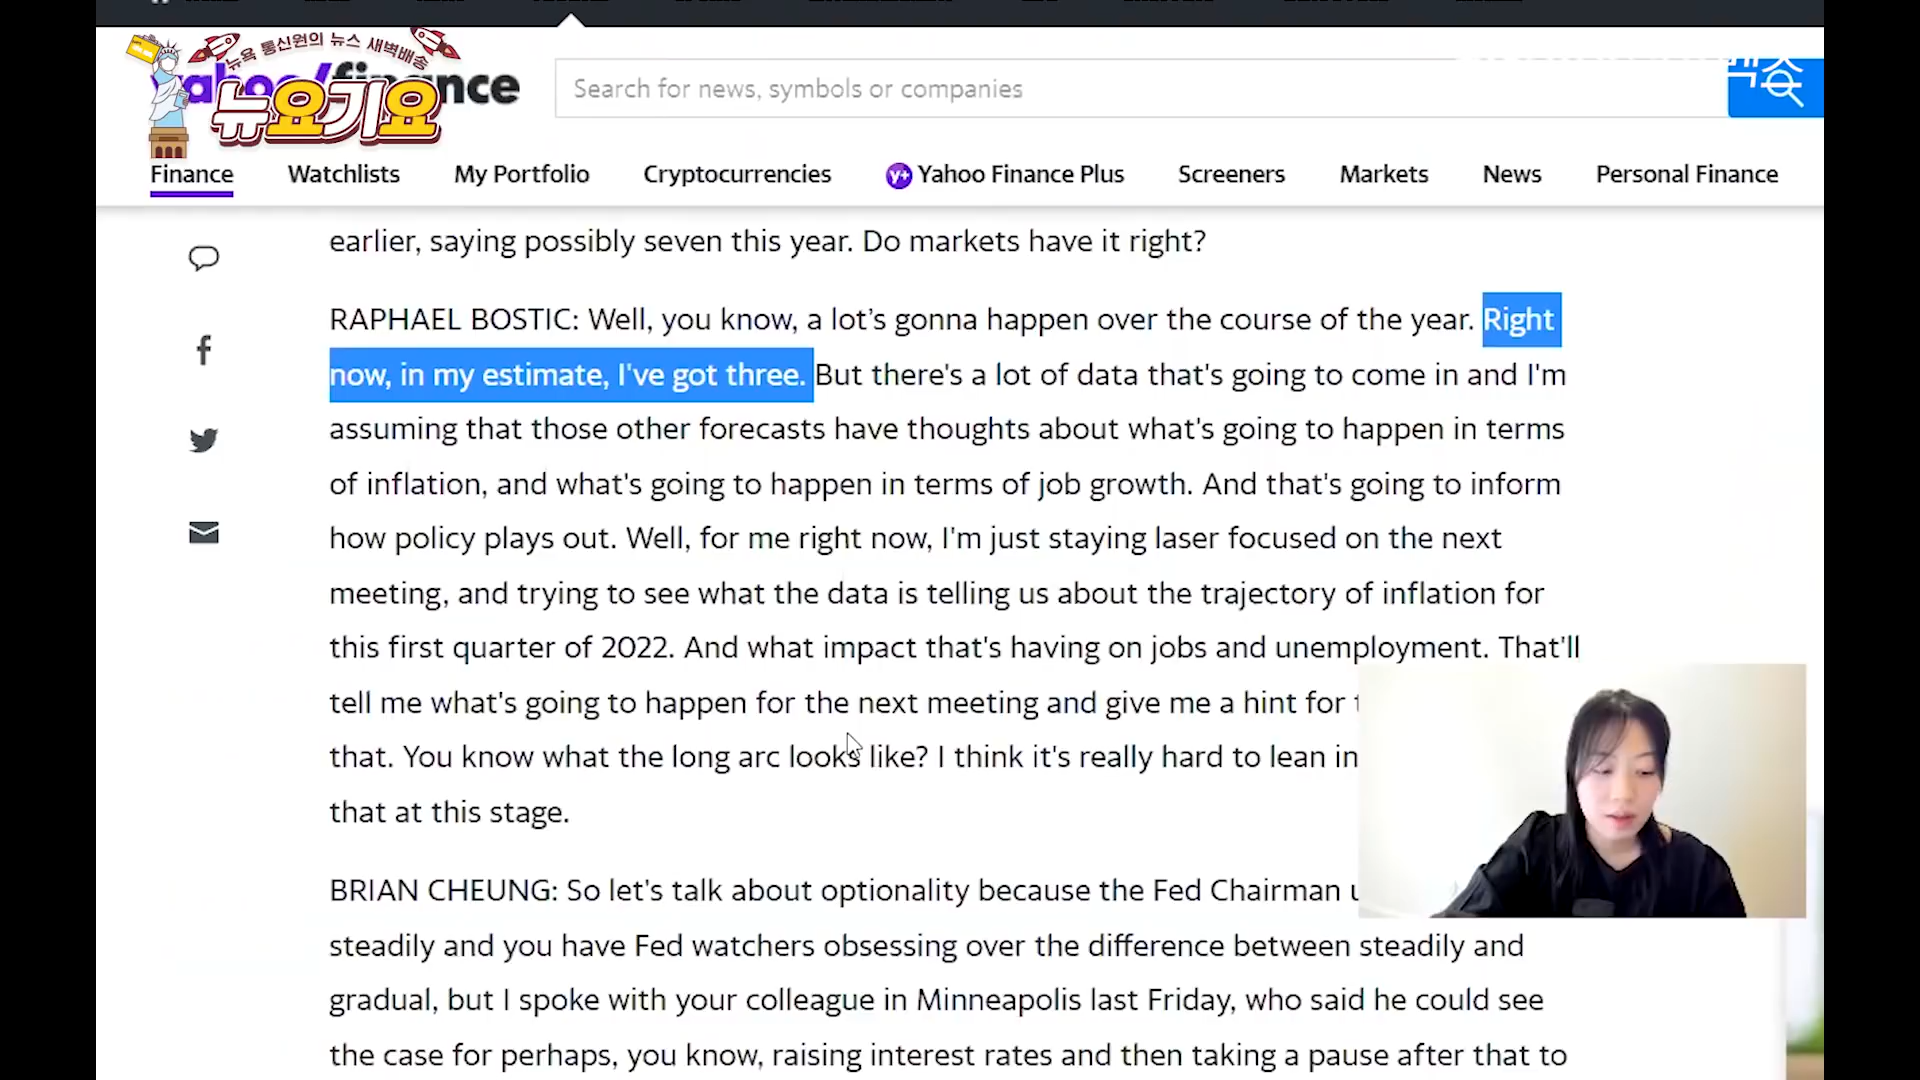 뉴욕 통신원의 뉴스 새벽배송
뉴요기요
nce
Search for news, symbols or companies
Finance Watchlists My Portfolio Cryptocurrencies y+ Yahoo Finance Plus Screeners Markets News Personal Finance
earlier, saying possibly seven this year. Do markets have it right?
RAPHAEL BOSTIC: Well, you know, a lot's gonna happen over the course of the year. Right
now, in my estimate, I've got three. But there's a lot of data that's going to come in and I'm
assuming that those other forecasts have thoughts about what's going to happen in terms
of inflation, and what's going to happen in terms of job growth. And that's going to inform
how policy plays out. Well, for me right now, I'm just staying laser focused on the next
meeting, and trying to see what the data is telling us about the trajectory of inflation for
this first quarter of 2022. And what impact that's having on jobs and unemployment. That'll
tell me what's going to happen for the next meeting and give me a hint for
that. You know what the long arc looks like? I think it's really hard to lean in
that at this stage.
BRIAN CHEUNG: So let's talk about optionality because the Fed Chairman
steadily and you have Fed watchers obsessing over the difference between steadily and
gradual, but I spoke with your colleague in Minneapolis last Friday, who said he could see
the case for perhaps, you know, raising interest rates and then taking a pause after that to